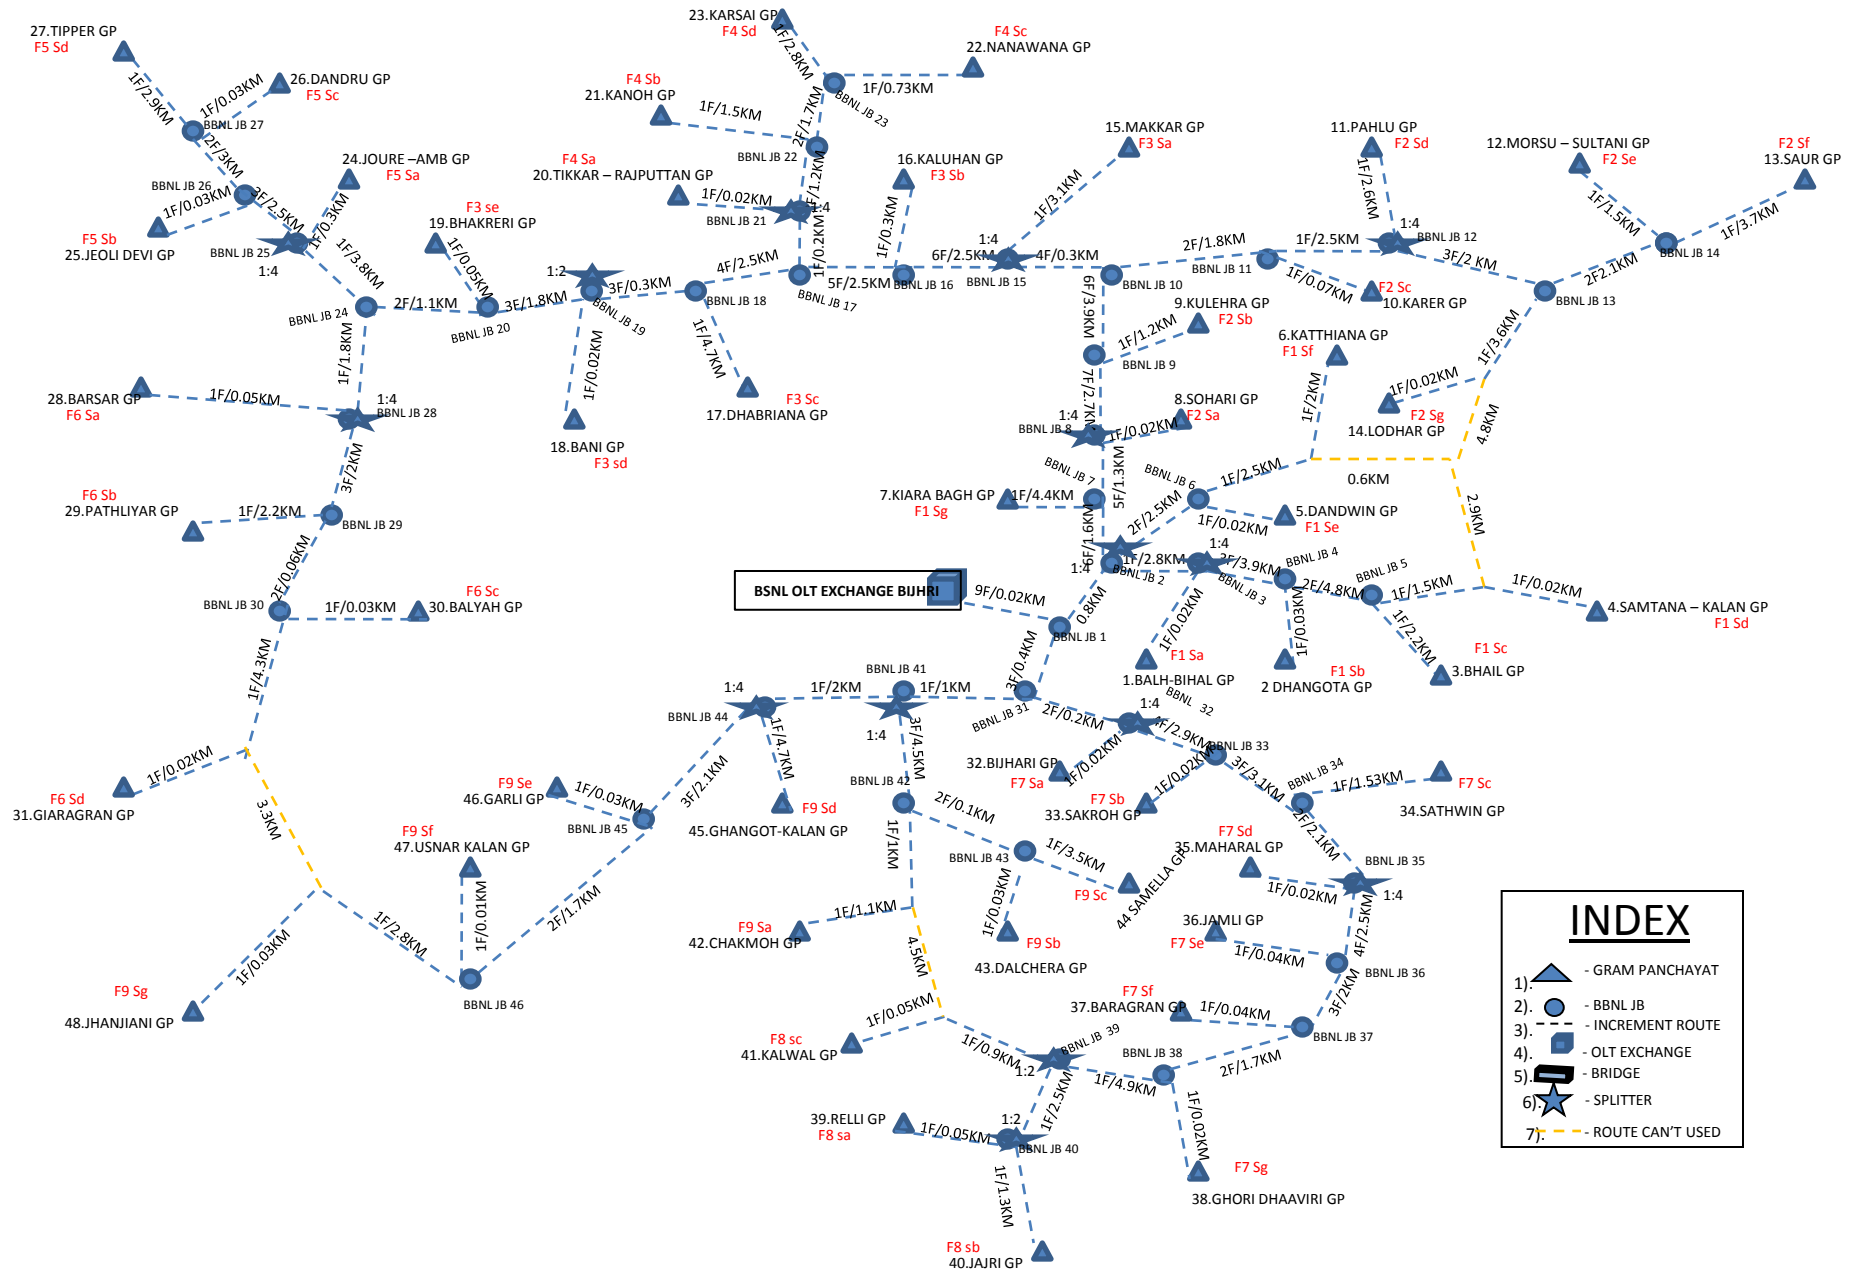 27.TIPPER GP
F5 Sd
1F/2.9KM
1F/0.03KM
26.DANDRU GP
F5 Sc
BBNL JB 27
2F/3KM
BBNL JB 26
1F/0.03KM
F5 Sb
25.JEOLI DEVI GP
3F/2.5KM
24.JOURE –AMB GP
F5 Sa
1F/0.3KM
BBNL JB 25
1:4
1F/3.8KM
BBNL JB 24
2F/1.1KM
F3 se
19.BHAKRERI GP
1F/0.05KM
BBNL JB 20
3F/1.8KM
1:2
BBNL JB 19
3F/0.3KM
1F/0.02KM
18.BANI GP
F3 sd
BBNL JB 18
4F/2.5KM
1F/4.7KM
F3 Sc
17.DHABRIANA GP
23.KARSAI GP
F4 Sd
1F/2.8KM
F4 Sc
22.NANAWANA GP
1F/0.73KM
BBNL JB 23
2F/1.7KM
F4 Sb
21.KANOH GP
1F/1.5KM
BBNL JB 22
F/1.2KM
F4 Sa
20.TIKKAR – RAJPUTTAN GP
1F/0.02KM
BBNL JB 21
1:4
1F/0.2KM
BBNL JB 17
5F/2.5KM
16.KALUHAN GP
F3 Sb
1F/0.3KM
BBNL JB 16
6F/2.5KM
1:4
BBNL JB 15
15.MAKKAR GP
F3 Sa
1F/3.1KM
4F/0.3KM
BBNL JB 10
2F/1.8KM
BBNL JB 11
1F/2.5KM
1F/0.07KM
F2 Sc
10.KARER GP
11.PAHLU GP
F2 Sd
1F/2.6KM
1:4
BBNL JB 12
3F/2 KM
12.MORSU – SULTANI GP
F2 Se
1F/1.5KM
F2 Sf
13.SAUR GP
1F/3.7KM
BBNL JB 14
2F2.1KM
BBNL JB 13
1F/3.6KM
1F/0.02KM
F2 Sg
14.LODHAR GP
4.8KM
0.6KM
2.9KM
6F/3.9KM
9.KULEHRA GP
F2 Sb
1F/1.2KM
BBNL JB 9
7F/2.7KM
8.SOHARI GP
F2 Sa
1F/0.02KM
1:4
BBNL JB 8
5F/1.3KM
BBNL JB 7
7.KIARA BAGH GP
F1 Sg
1F/4.4KM
6F/1.6KM
6.KATTHIANA GP
F1 Sf
1F/2KM
1F/2.5KM
BBNL JB 6
2F/2.5KM
1F/0.02KM
5.DANDWIN GP
F1 Se
1:4
BBNL JB 2
1F/2.8KM
1:4
BBNL JB 3
3F/3.9KM
BBNL JB 4
2F/4.8KM
BBNL JB 5
1F/1.5KM
1F/0.02KM
4.SAMTANA – KALAN GP
F1 Sd
1F/2.2KM
F1 Sc
3.BHAIL GP
1F/0.03KM
F1 Sb
2 DHANGOTA GP
1F/0.02KM
F1 Sa
1.BALH-BIHAL GP
BSNL OLT EXCHANGE BIJHRI
9F/0.02KM
0.8KM
BBNL JB 1
3F/0.4KM
BBNL JB 31
28.BARSAR GP
F6 Sa
1F/0.05KM
1F/1.8KM
1:4
BBNL JB 28
3F/2KM
F6 Sb
29.PATHLIYAR GP
1F/2.2KM
BBNL JB 29
2F/0.06KM
BBNL JB 30
F6 Sc
1F/0.03KM
30.BALYAH GP
1F/4.3KM
1F/0.02KM
F6 Sd
31.GIARAGRAN GP
3.3KM
1F/0.03KM
F9 Sg
48.JHANJIANI GP
1F/2.8KM
BBNL JB 46
F9 Sf
47.USNAR KALAN GP
1F/0.01KM
2F/1.7KM
F9 Se
46.GARLI GP
1F/0.03KM
BBNL JB 45
3F/2.1KM
1:4
BBNL JB 44
1F/4.7KM
F9 Sd
45.GHANGOT-KALAN GP
1F/2KM
BBNL JB 41
1F/1KM
1:4
3F/4.5KM
BBNL JB 42
2F/0.1KM
BBNL JB 43
1F/3.5KM
F9 Sc
44 SAMELLA GP
1F/0.03KM
F9 Sb
43.DALCHERA GP
1F/1KM
1F/1.1KM
F9 Sa
42.CHAKMOH GP
4.5KM
1F/0.05KM
F8 sc
41.KALWAL GP
1F/0.9KM
1:2
BBNL JB 39
1F/2.5KM
39.RELLI GP
F8 sa
1F/0.05KM
1:2
BBNL JB 40
1F/1.3KM
F8 sb
40.JAJRI GP
2F/0.2KM
BBNL 32
1:4
32.BIJHARI GP
F7 Sa
1F/0.02KM
4F/2.9KM
BBNL JB 33
F7 Sb
33.SAKROH GP
1F/0.02KM
3F/3.1KM
BBNL JB 34
1F/1.53KM
F7 Sc
34.SATHWIN GP
2F/2.1KM
BBNL JB 35
1:4
F7 Sd
35.MAHARAL GP
1F/0.02KM
4F/2.5KM
36.JAMLI GP
F7 Se
1F/0.04KM
BBNL JB 36
3F/2KM
F7 Sf
37.BARAGRAN GP
1F/0.04KM
BBNL JB 37
2F/1.7KM
BBNL JB 38
1F/4.9KM
1F/0.02KM
F7 Sg
38.GHORI DHAAVIRI GP
INDEX
1). - GRAM PANCHAYAT
2). - BBNL JB
3). - INCREMENT ROUTE
4). - OLT EXCHANGE
5). - BRIDGE
6). - SPLITTER
7). - ROUTE CAN'T USED